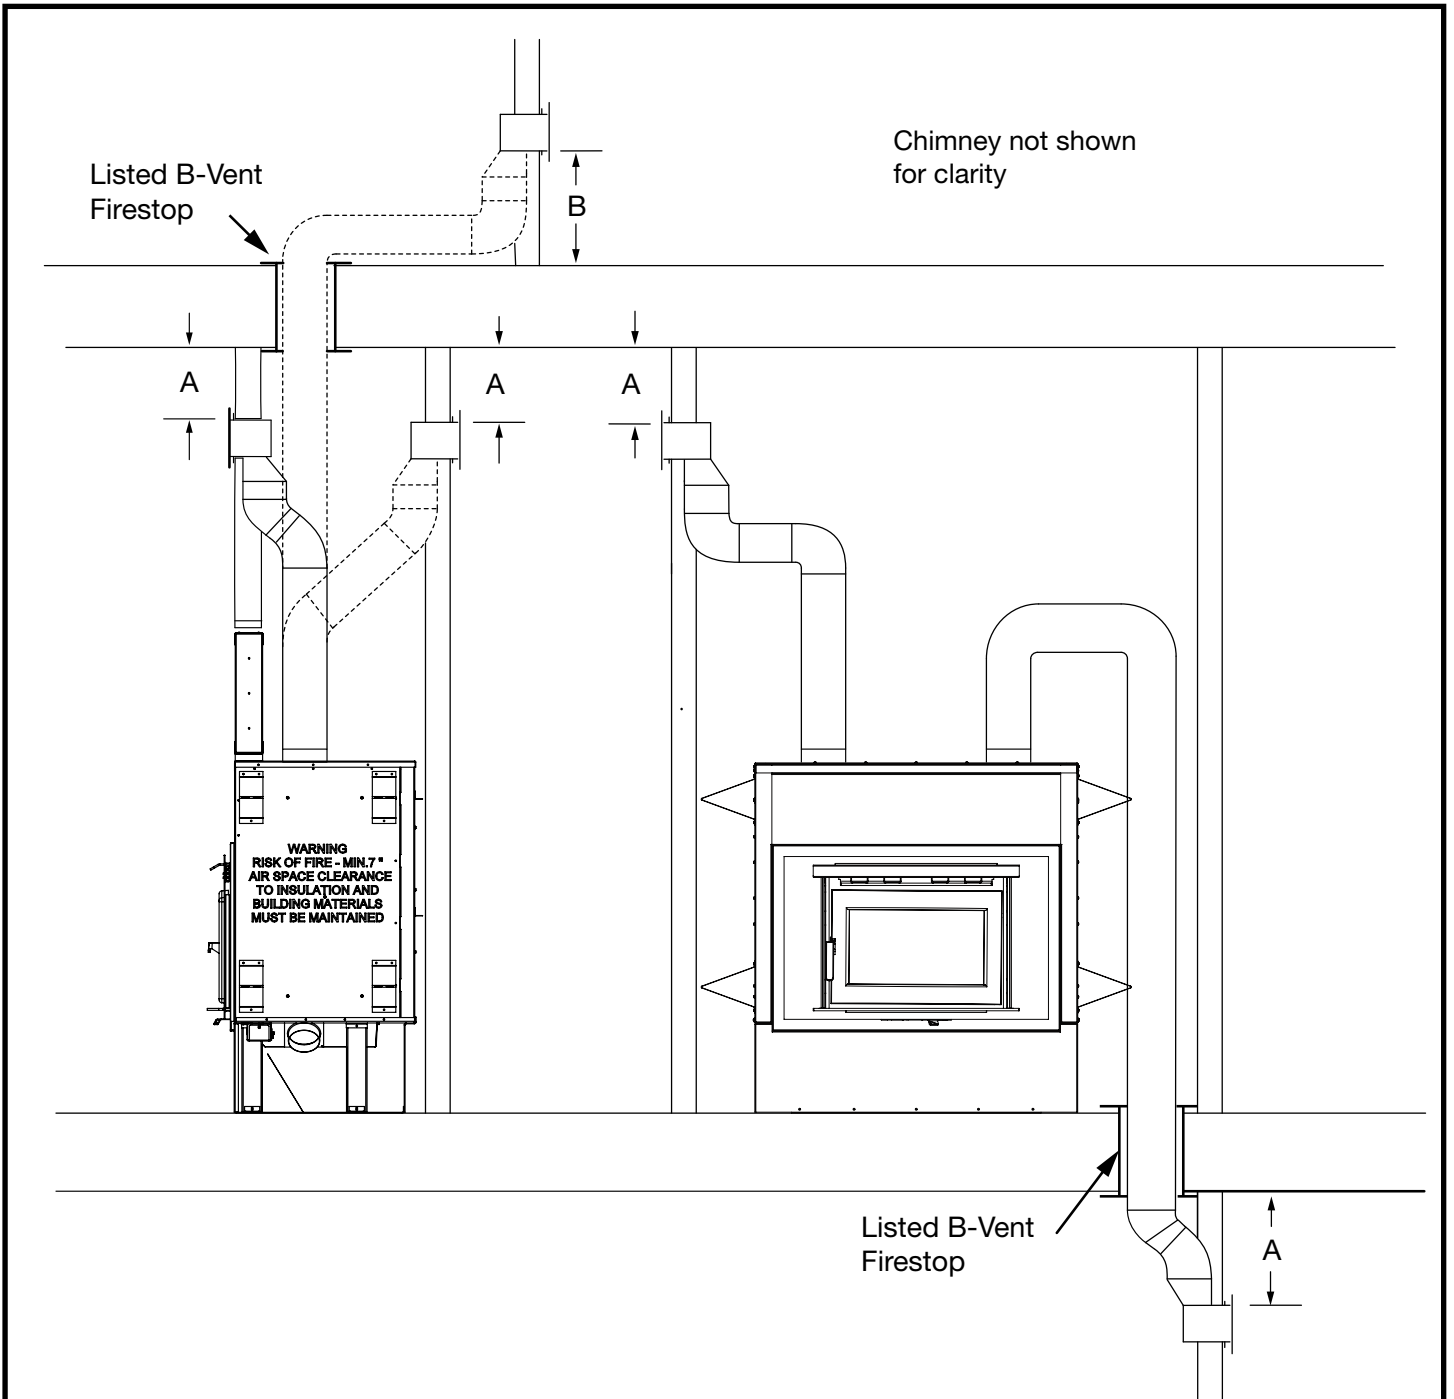 Chimney not shown
for clarity
Listed B-Vent
Firestop
B
A
A
A
WARNING
RISK OF FIRE - MIN.7 "
AIR SPACE CLEARANCE
TO INSULATION AND
BUILDING MATERIALS
MUST BE MAINTAINED
Listed B-Vent
Firestop
A